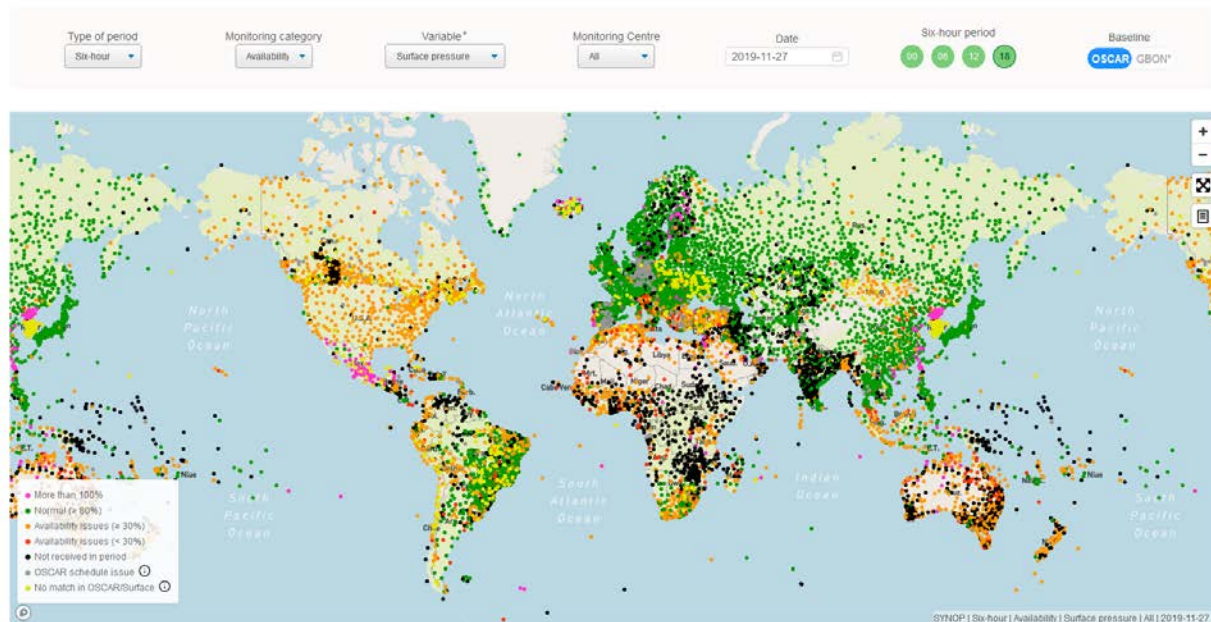 Type of period
Six-hour
Monitoring category
Availability
Variable*
Surface pressure
Monitoring Centre
All
Date
2019-11-27
Six-hour period
00 06 12 18
Baseline
OSCAR GBON*
+
−
North
Pacific
Ocean
North
Atlantic
Ocean
North
Pacific
Ocean
U.S.A.
Libya
Niger
Cabo Ver
South
Atlantic
Ocean
Indian
Ocean
South
Pacific
Ocean
South
Pacific
Ocean
Niue
Niue
More than 100%
Normal (≥ 80%)
Availability issues (≥ 30%)
Availability issues (< 30%)
Not received in period
OSCAR schedule issue
No match in OSCAR/Surface
SYNOP | Six-hour | Availability | Surface pressure | All | 2019-11-27